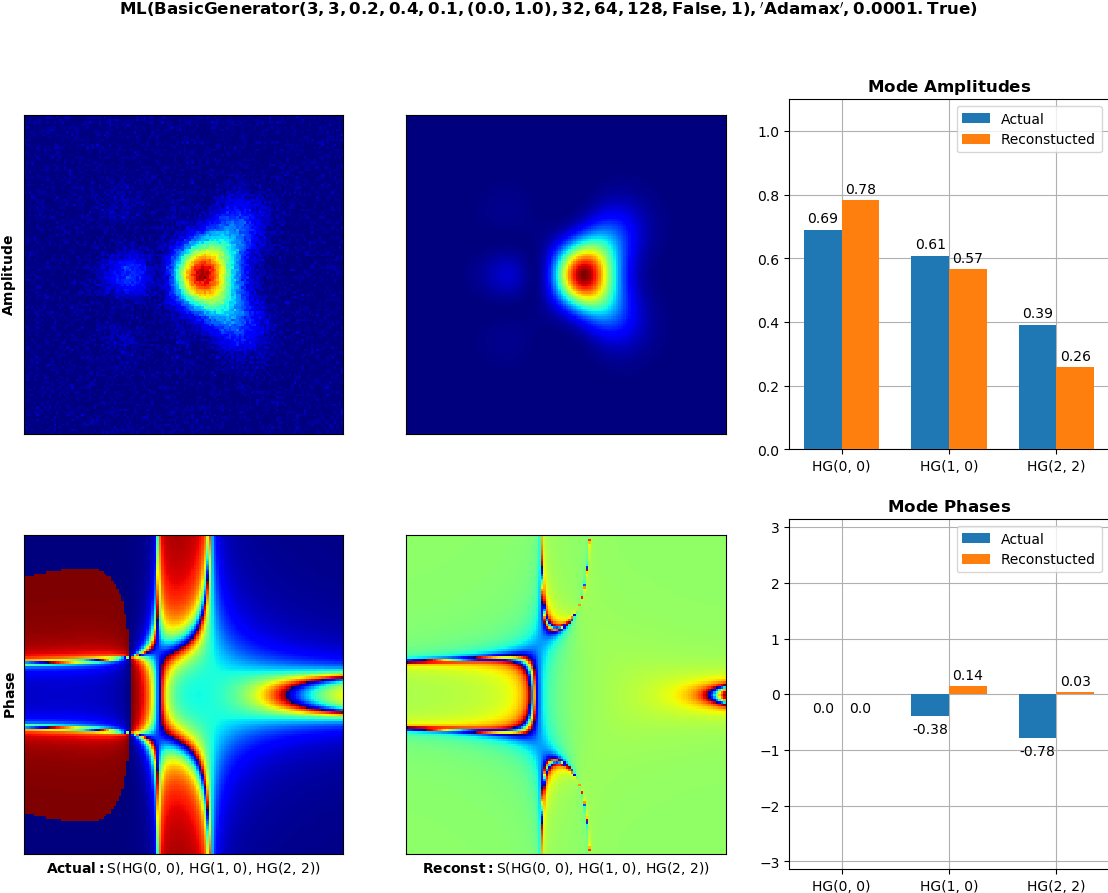 ML(BasicGenerator(3, 3, 0.2, 0.4, 0.1, (0.0, 1.0), 32, 64, 128, False, 1), ′Adamax′, 0.0001. True)
Amplitude
Mode Amplitudes
Actual
Reconstucted
1.0
0.8
0.6
0.4
0.2
0.0
0.69
0.78
0.61
0.57
0.39
0.26
HG(0, 0)
HG(1, 0)
HG(2, 2)
Phase
Actual: S(HG(0, 0), HG(1, 0), HG(2, 2))
Reconst: S(HG(0, 0), HG(1, 0), HG(2, 2))
Mode Phases
Actual
Reconstucted
3
2
1
0
−1
−2
−3
0.0
0.0
-0.38
0.14
-0.78
0.03
HG(0, 0)
HG(1, 0)
HG(2, 2)